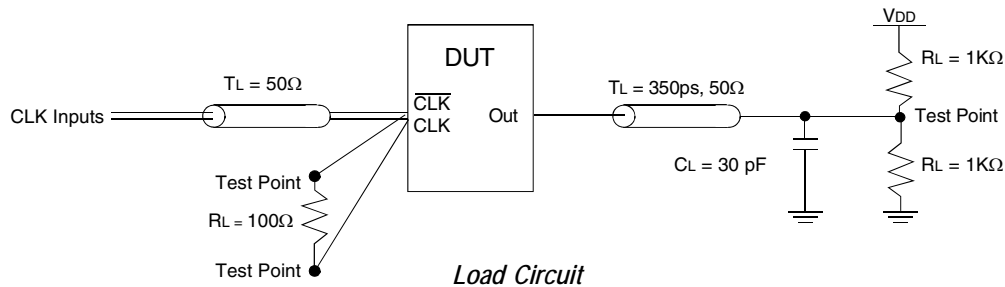 VDD
DUT
RL = 1KΩ
TL = 50Ω
TL = 350ps, 50Ω
CLK Inputs
C̅L̅K̅
CLK
Out
Test Point
CL = 30 pF
RL = 1KΩ
Test Point
RL = 100Ω
Test Point
Load Circuit